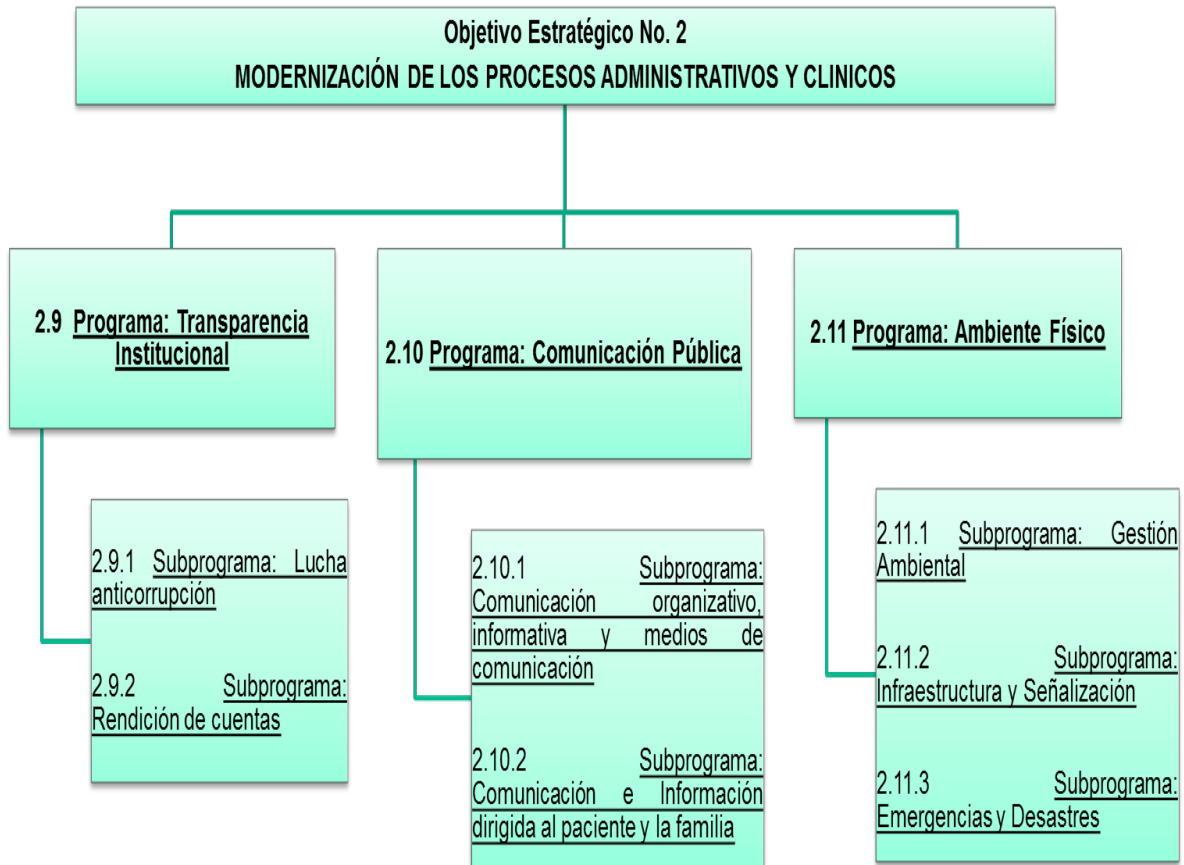 Objetivo Estratégico No. 2
MODERNIZACIÓN DE LOS PROCESOS ADMINISTRATIVOS Y CLINICOS
2.9 Programa: Transparencia
Institucional
2.10 Programa: Comunicación Pública
2.11 Programa: Ambiente Físico
2.9.1 Subprograma: Lucha
anticorrupción
2.9.2 Subprograma:
Rendición de cuentas
2.10.1 Subprograma:
Comunicación organizativo,
informativa y medios de
comunicación
2.10.2 Subprograma:
Comunicación e Información
dirigida al paciente y la familia
2.11.1 Subprograma: Gestión
Ambiental
2.11.2 Subprograma:
Infraestructura y Señalización
2.11.3 Subprograma:
Emergencias y Desastres